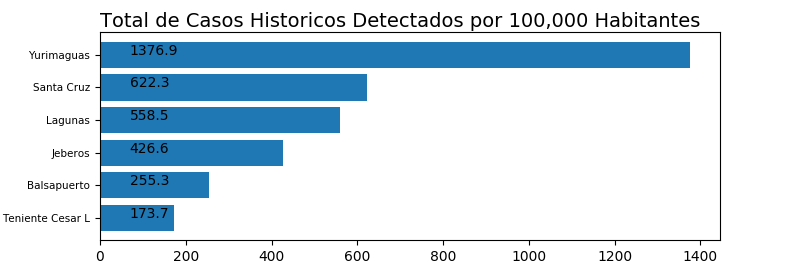 Total de Casos Historicos Detectados por 100,000 Habitantes
Yurimaguas 1376.9
Santa Cruz 622.3
Lagunas 558.5
Jeberos 426.6
Balsapuerto 255.3
Teniente Cesar L 173.7
0 200 400 600 800 1000 1200 1400